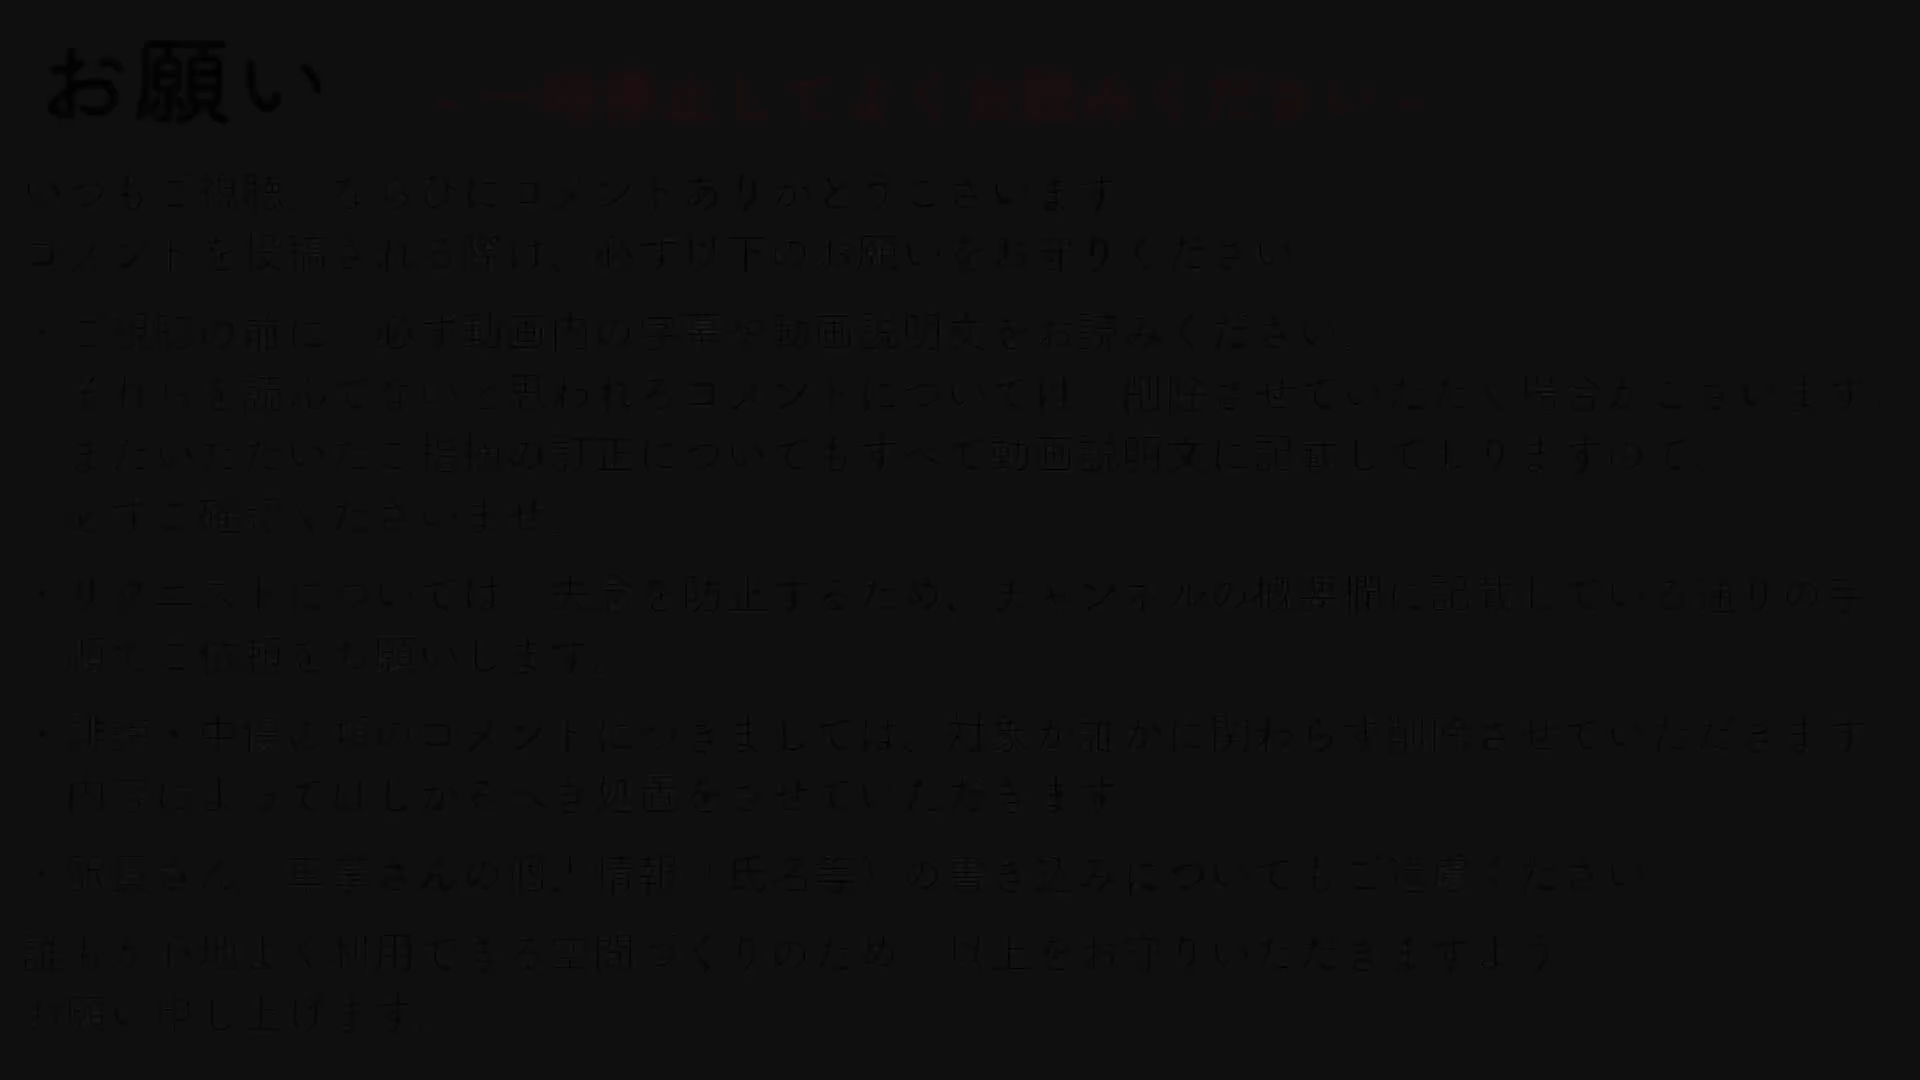 お願い
～一時停止してよくお読みください～
いつもご視聴、ならびにコメントありがとうございます。
コメントを投稿される際は、必ず以下のお願いをお守りください。
・ご視聴の前に、必ず動画内の字幕や動画説明文をお読みください。
それらを読んでないと思われるコメントについては、削除させていただく場合がございます。
またいただいたご指摘の訂正についてもすべて動画説明文に記載しておりますので、
必ずご確認くださいませ。
・リクエストについては、失念を防止するため、チャンネルの概要欄に記載している通りの手
順でご依頼をお願いします。
・誹謗・中傷の類のコメントにつきましては、対象が誰かに関わらず削除させていただきます。
内容によってはしかるべき処置をさせていただきます。
・駅長さん、車掌さんの個人情報（氏名等）の書き込みについてもご遠慮ください。
誰もが心地よく利用できる空間づくりのため、以上をお守りいただきますよう
お願い申し上げます。